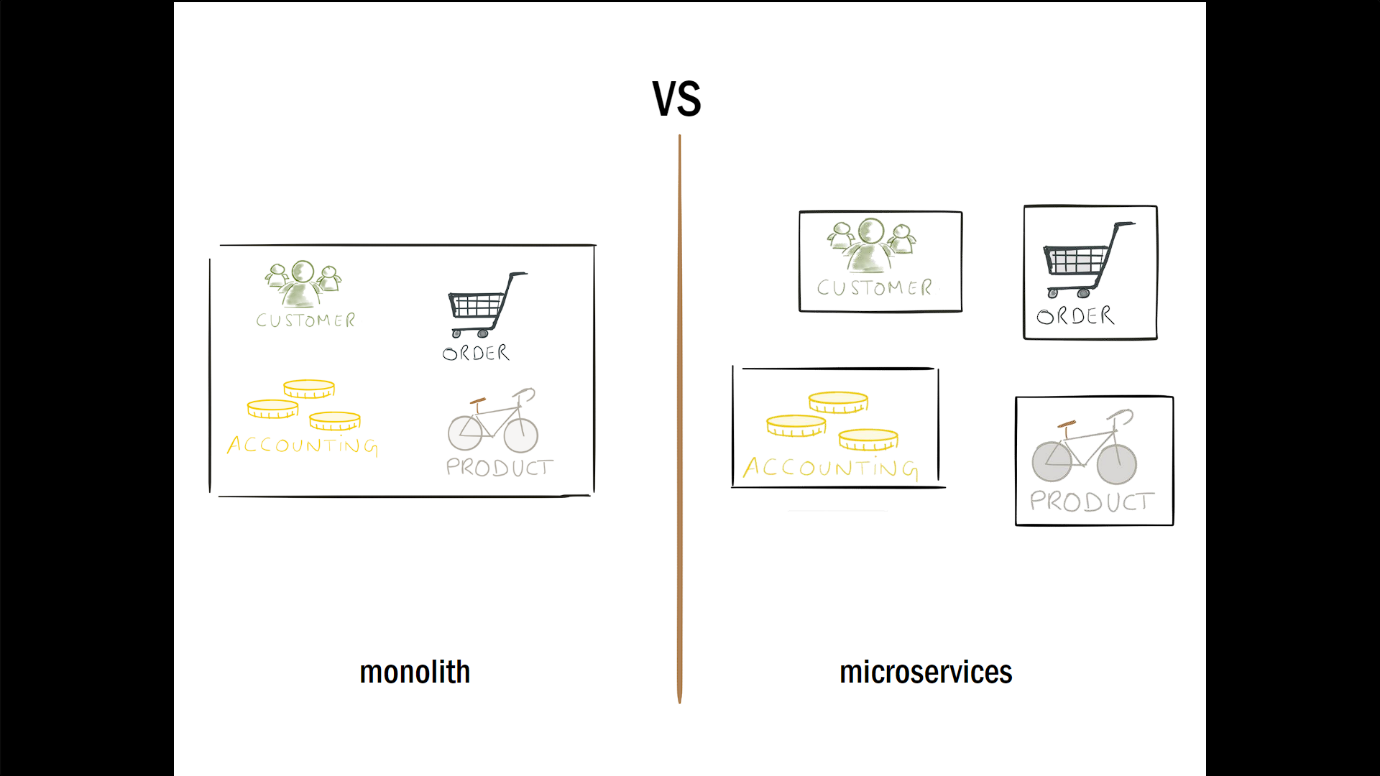 VS
CUSTOMER
ORDER
ACCOUNTiNG
PRODUCT
monolith
CUSTOMER
ORDER
ACCOUNTiNG
PRODUCT
microservices